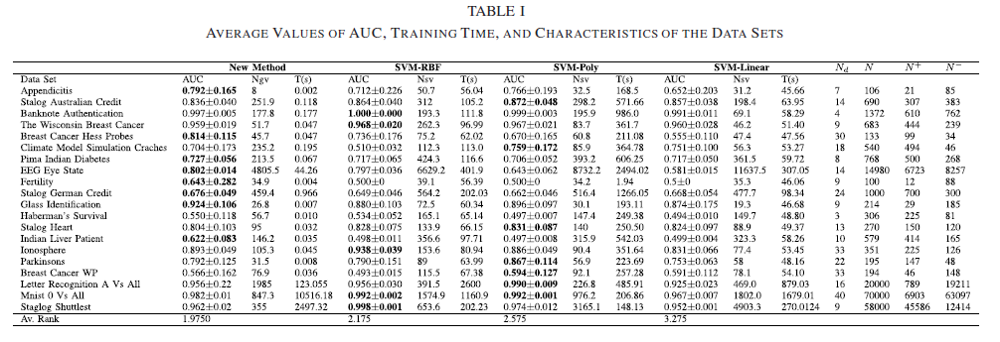 TABLE I
AVERAGE VALUES OF AUC, TRAINING TIME, AND CHARACTERISTICS OF THE DATA SETS
New Method SVM-RBF SVM-Poly SVM-Linear Nd N N+ N−
Data Set AUC Ngv T(s) AUC Nsv T(s) AUC Nsv T(s) AUC Nsv T(s)
Appendicitis 0.792±0.165 8 0.002 0.712±0.226 50.7 56.04 0.766±0.193 32.5 168.5 0.652±0.203 31.2 45.66 7 106 21 85
Stalog Australian Credit 0.836±0.040 251.9 0.118 0.864±0.040 312 105.2 0.872±0.048 298.2 571.66 0.857±0.038 198.4 63.95 14 690 307 383
Banknote Authentication 0.997±0.005 177.8 0.177 1.000±0.000 193.3 111.8 0.999±0.003 195.9 986.0 0.991±0.011 69.1 58.29 4 1372 610 762
The Wisconsin Breast Cancer 0.959±0.019 51.7 0.047 0.968±0.020 262.3 96.99 0.967±0.021 83.7 361.7 0.960±0.028 46.2 51.40 9 683 444 239
Breast Cancer Hess Probes 0.814±0.115 45.7 0.047 0.736±0.175 76.2 62.02 0.670±0.165 60.8 211.08 0.555±0.110 47.4 47.56 30 133 99 34
Climate Model Simulation Craches 0.704±0.173 235.2 0.195 0.510±0.032 112.3 113.0 0.759±0.172 85.9 364.78 0.751±0.100 56.3 53.27 18 540 494 46
Pima Indian Diabetes 0.727±0.056 213.5 0.067 0.717±0.065 424.3 116.6 0.706±0.052 393.2 606.25 0.717±0.050 361.5 59.72 8 768 500 268
EEG Eye State 0.802±0.014 4805.5 44.26 0.797±0.036 6629.2 401.9 0.643±0.062 8732.2 2494.02 0.581±0.015 11637.5 307.05 14 14980 6723 8257
Fertility 0.643±0.282 34.9 0.004 0.500±0 39.1 56.39 0.500±0 34.2 1.94 0.5±0 35.3 46.06 9 100 12 88
Stalog German Credit 0.676±0.049 459.4 0.966 0.649±0.046 564.2 202.03 0.662±0.046 516.4 1266.05 0.668±0.054 477.7 98.34 24 1000 700 300
Glass Identification 0.924±0.106 26.8 0.007 0.880±0.103 72.5 60.34 0.896±0.097 30.1 193.11 0.874±0.175 19.3 46.68 9 214 29 185
Haberman's Survival 0.550±0.118 56.7 0.010 0.534±0.052 165.1 65.14 0.497±0.007 147.4 249.38 0.494±0.010 149.7 48.80 3 306 225 81
Stalog Heart 0.804±0.103 95 0.032 0.828±0.075 133.9 66.15 0.831±0.087 140 250.50 0.824±0.127 88.9 49.37 13 270 150 120
Indian Liver Patient 0.622±0.083 146.2 0.035 0.498±0.011 356.6 97.71 0.497±0.008 315.9 542.03 0.499±0.004 323.3 58.26 10 579 414 165
Ionosphere 0.893±0.049 105.3 0.045 0.938±0.039 153.6 80.94 0.886±0.049 90.4 351.64 0.831±0.066 77.4 53.45 33 351 225 126
Parkinsons 0.792±0.125 31.5 0.008 0.790±0.151 89 63.99 0.867±0.114 56.9 223.69 0.753±0.063 58 48.16 22 195 147 48
Breast Cancer WP 0.566±0.162 76.9 0.036 0.493±0.015 115.5 67.38 0.594±0.127 92.1 257.28 0.591±0.112 78.1 54.10 33 194 46 148
Letter Recognition A Vs All 0.956±0.22 1985 123.055 0.956±0.030 391.5 2600 0.990±0.009 226.8 485.91 0.925±0.023 469.0 879.03 16 20000 789 19211
Mnist 0 Vs All 0.982±0.01 847.3 10516.18 0.992±0.002 1574.9 1160.9 0.992±0.001 976.2 206.86 0.967±0.007 1802.0 1679.01 40 70000 6903 63097
Staglog Shuttlest 0.962±0.02 355 2497.32 0.998±0.001 653.6 202.23 0.974±0.012 3165.1 148.13 0.952±0.001 4903.3 270.0124 9 58000 45586 12414
Av. Rank 1.9750 2.175 2.575 3.275